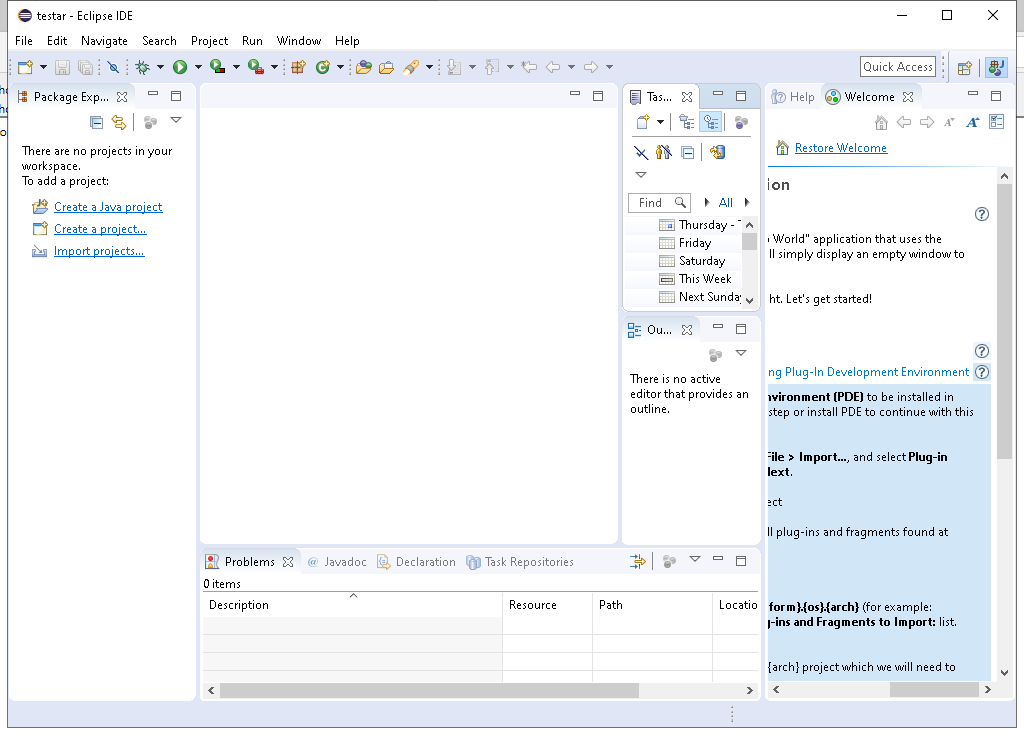 testar - Eclipse IDE
File Edit Navigate Search Project Run Window Help
Quick Access
Package Exp...
There are no projects in your
workspace.
To add a project:
Create a Java project
Create a project...
Import projects...
Tas...
Find
All
Thursday -
Friday
Saturday
This Week
Next Sunday
Ou...
There is no active
editor that provides an
outline.
Help Welcome
Restore Welcome
ion
World" application that uses the
ll simply display an empty window to
ht. Let's get started!
ng Plug-In Development Environment
nvironment (PDE) to be installed in
step or install PDE to continue with this
File > Import..., and select Plug-in
Next.
ect
ll plug-ins and fragments found at
form}.{os}.{arch} (for example:
g-ins and Fragments to Import: list.
{arch} project which we will need to
Problems @ Javadoc Declaration Task Repositories
0 items
Description Resource Path Locatio